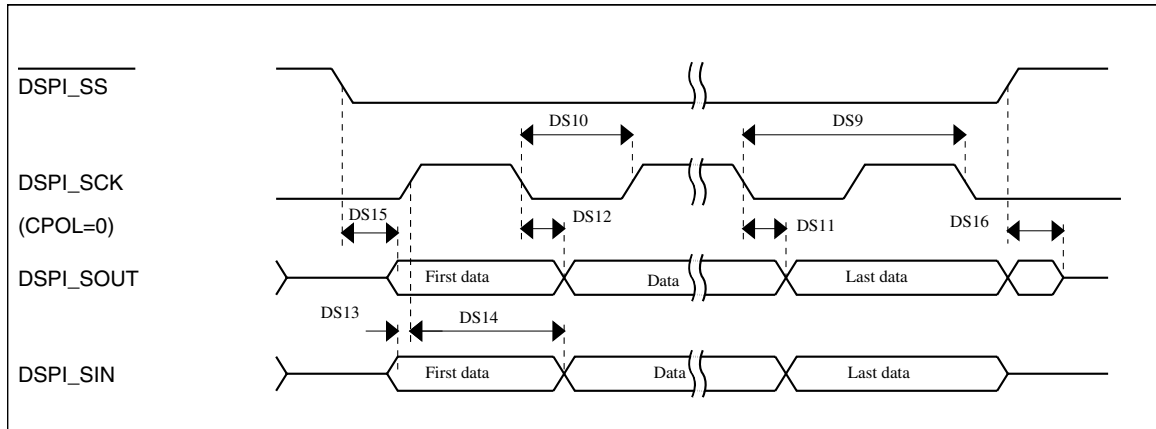 DSPI_SS
DS10
DS9
DSPI_SCK
DS15
DS12
DS11
DS16
(CPOL=0)
DSPI_SOUT
First data
Data
Last data
DS13
DS14
DSPI_SIN
First data
Data
Last data